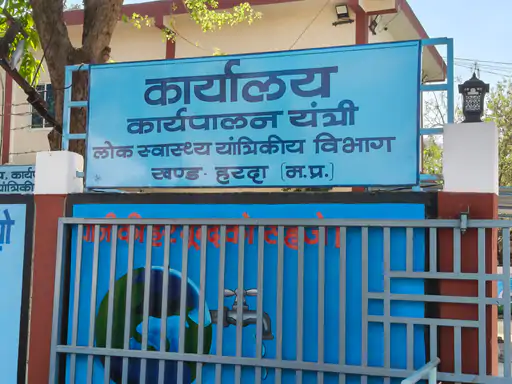 कार्यालय
कार्यपालन यंत्री
लोक स्वास्थ्य यांत्रिकीय विभाग
खण्ड- हरदा (म.प्र.)